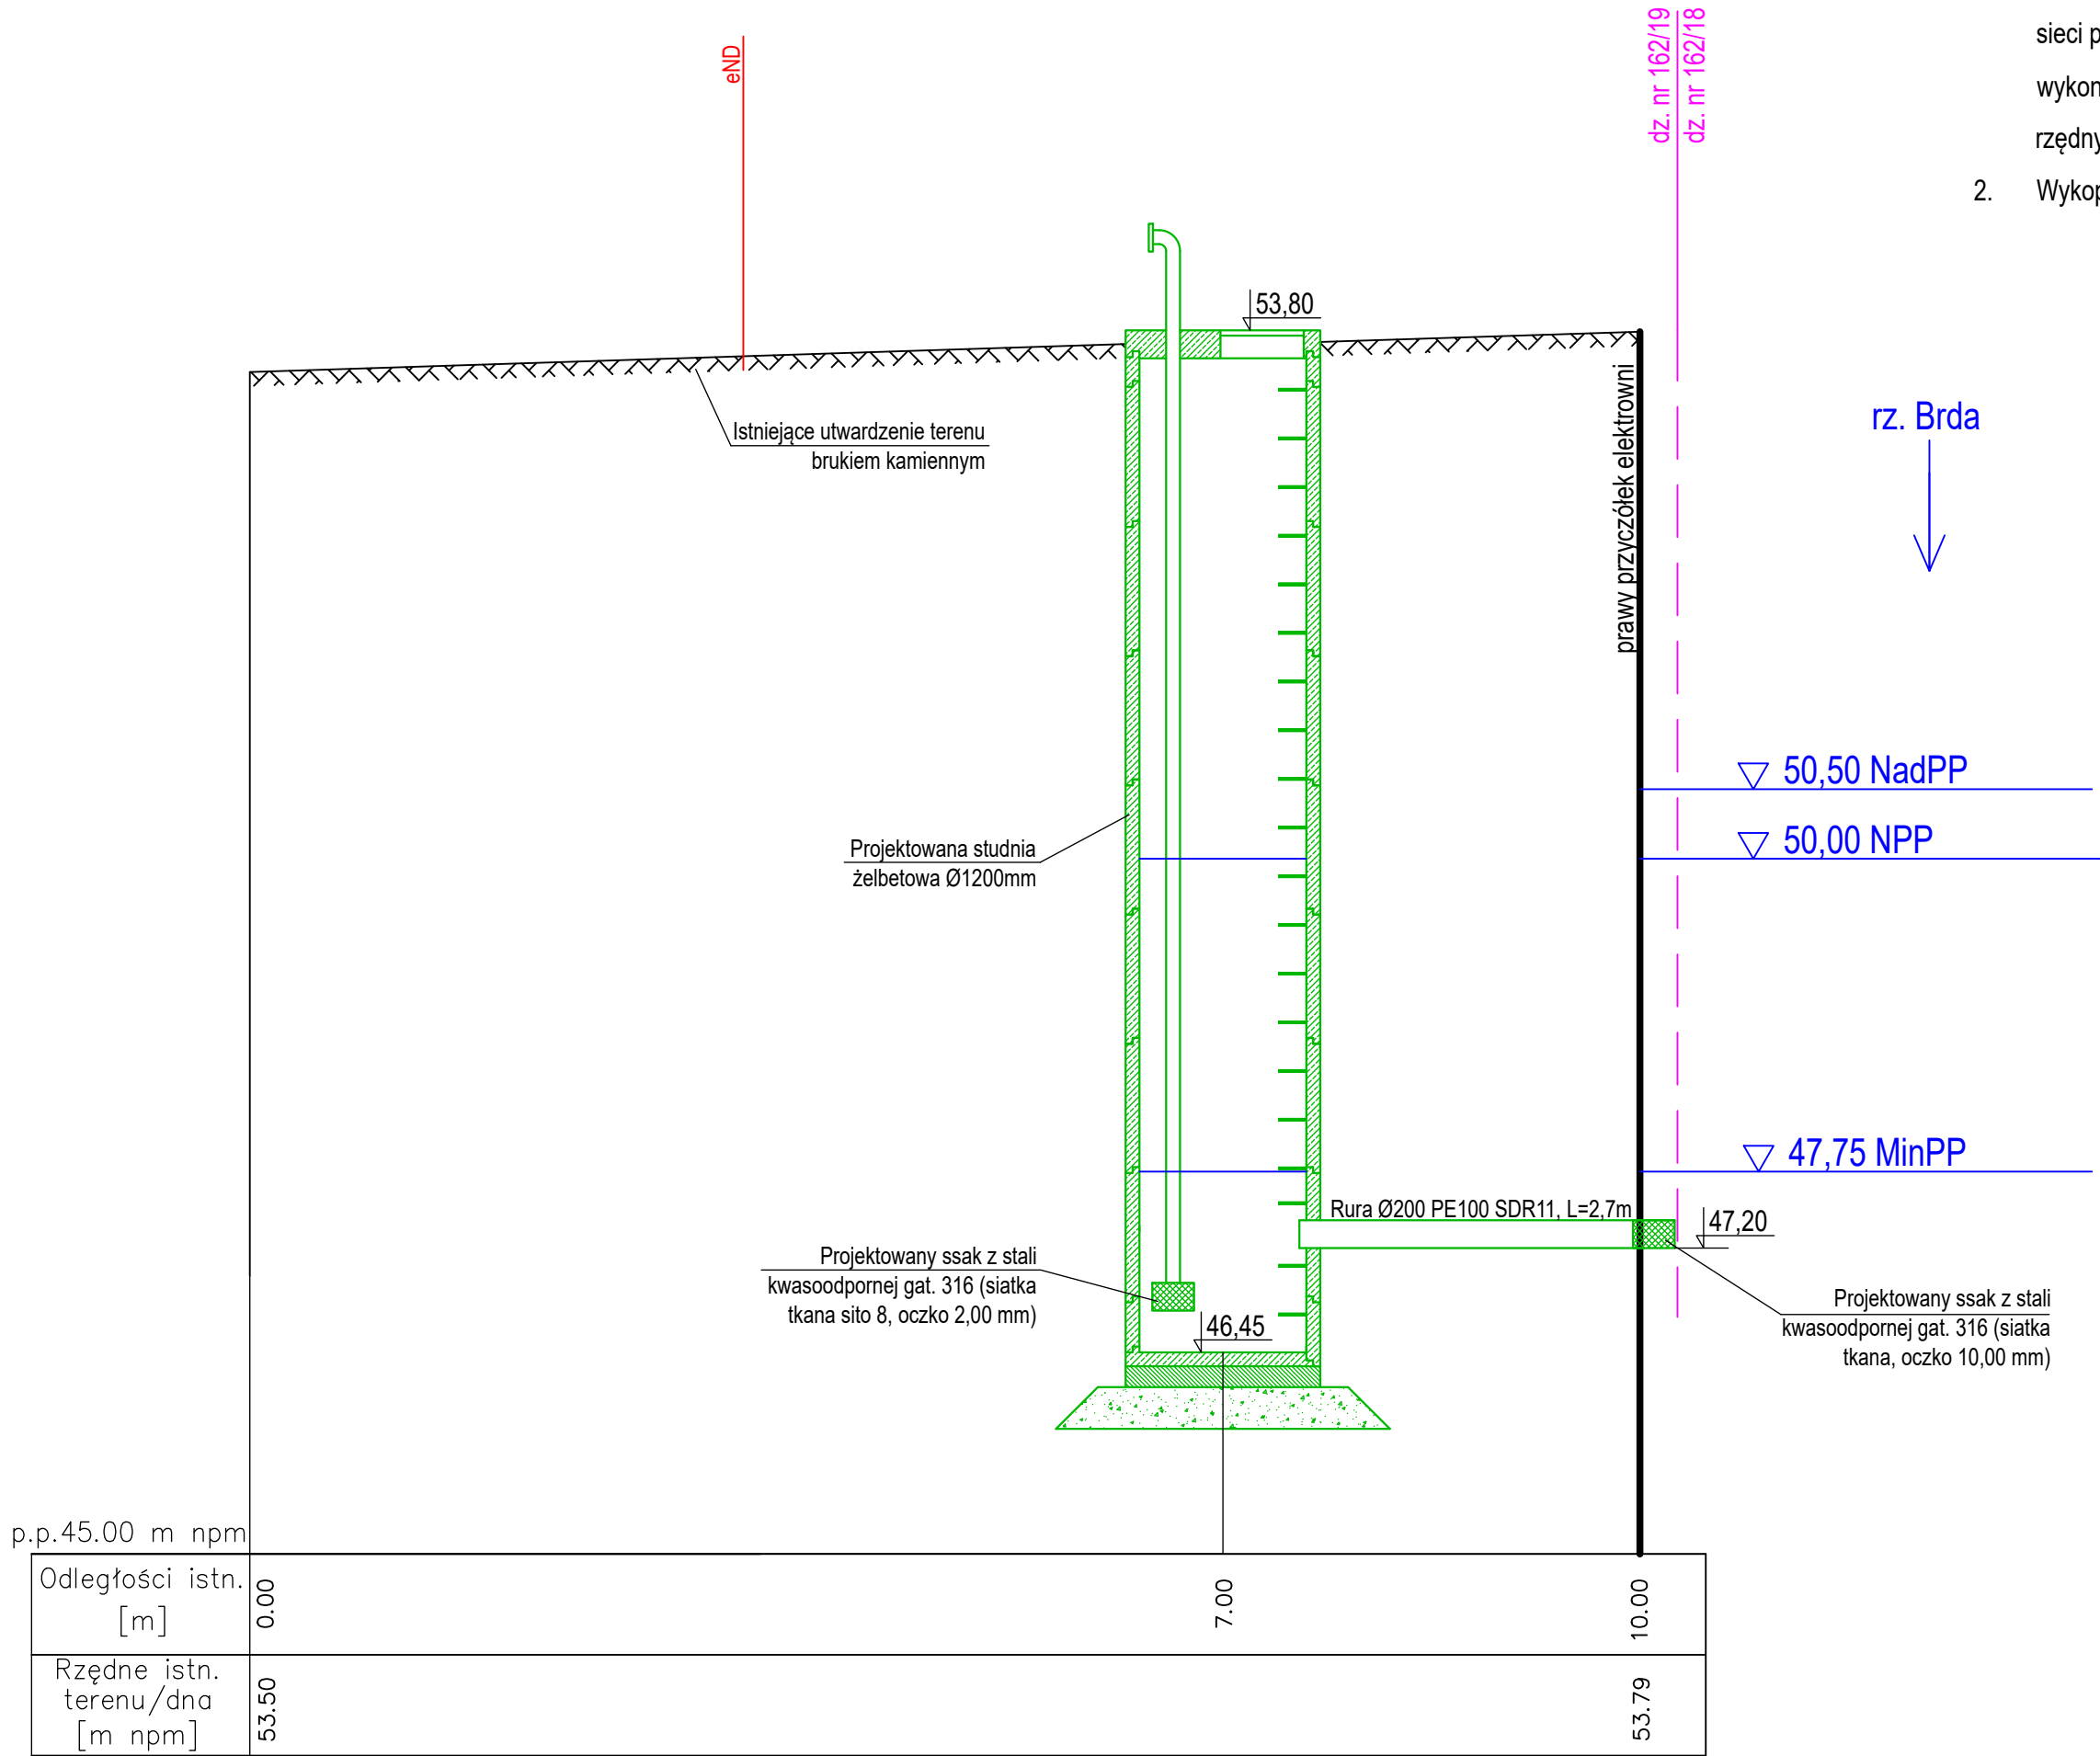 sieci p
wykon
rzędny
2. Wykop
eND
dz. nr 162/19
dz. nr 162/18
53,80
Istniejące utwardzenie terenu
brukiem kamiennym
prawy przyczółek elektrowni
rz. Brda
50,50 NadPP
50,00 NPP
Projektowana studnia
żelbetowa Ø1200mm
47,75 MinPP
Rura Ø200 PE100 SDR11, L=2,7m
47,20
Projektowany ssak z stali
kwasoodpornej gat. 316 (siatka
tkana sito 8, oczko 2,00 mm)
46,45
Projektowany ssak z stali
kwasoodpornej gat. 316 (siatka
tkana, oczko 10,00 mm)
p.p.45.00 m npm
Odległości istn.
[m]
0.00
7.00
10.00
Rzędne istn.
terenu/dna
[m npm]
53.50
53.79